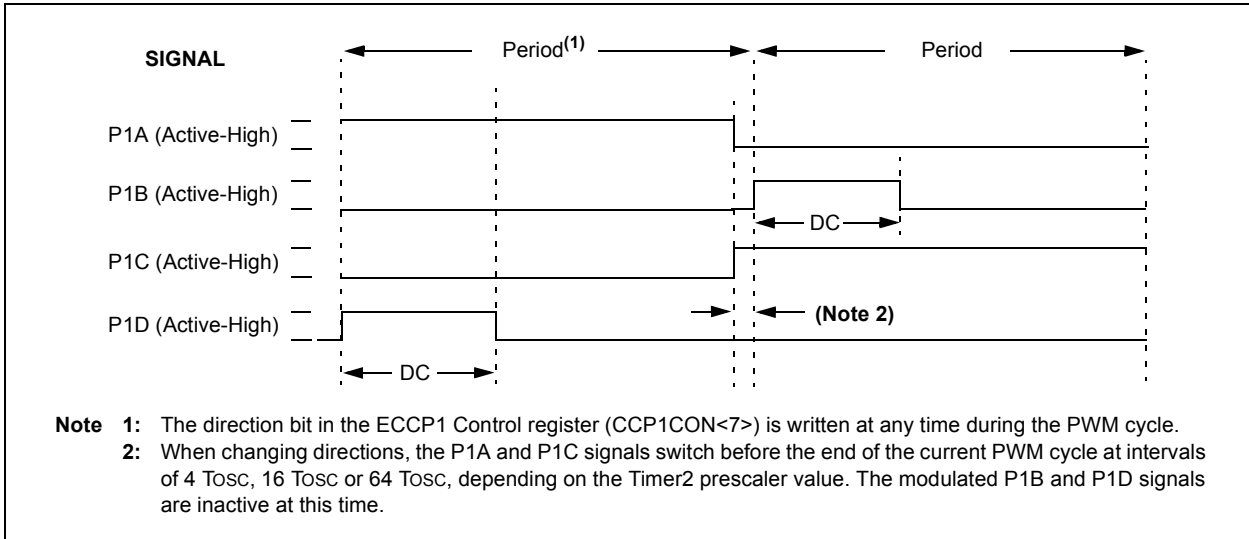 SIGNAL
Period(1)
Period
P1A (Active-High)
P1B (Active-High)
DC
P1C (Active-High)
P1D (Active-High)
(Note 2)
DC
Note 1: The direction bit in the ECCP1 Control register (CCP1CON<7>) is written at any time during the PWM cycle.
2: When changing directions, the P1A and P1C signals switch before the end of the current PWM cycle at intervals
of 4 TOSC, 16 TOSC or 64 TOSC, depending on the Timer2 prescaler value. The modulated P1B and P1D signals
are inactive at this time.